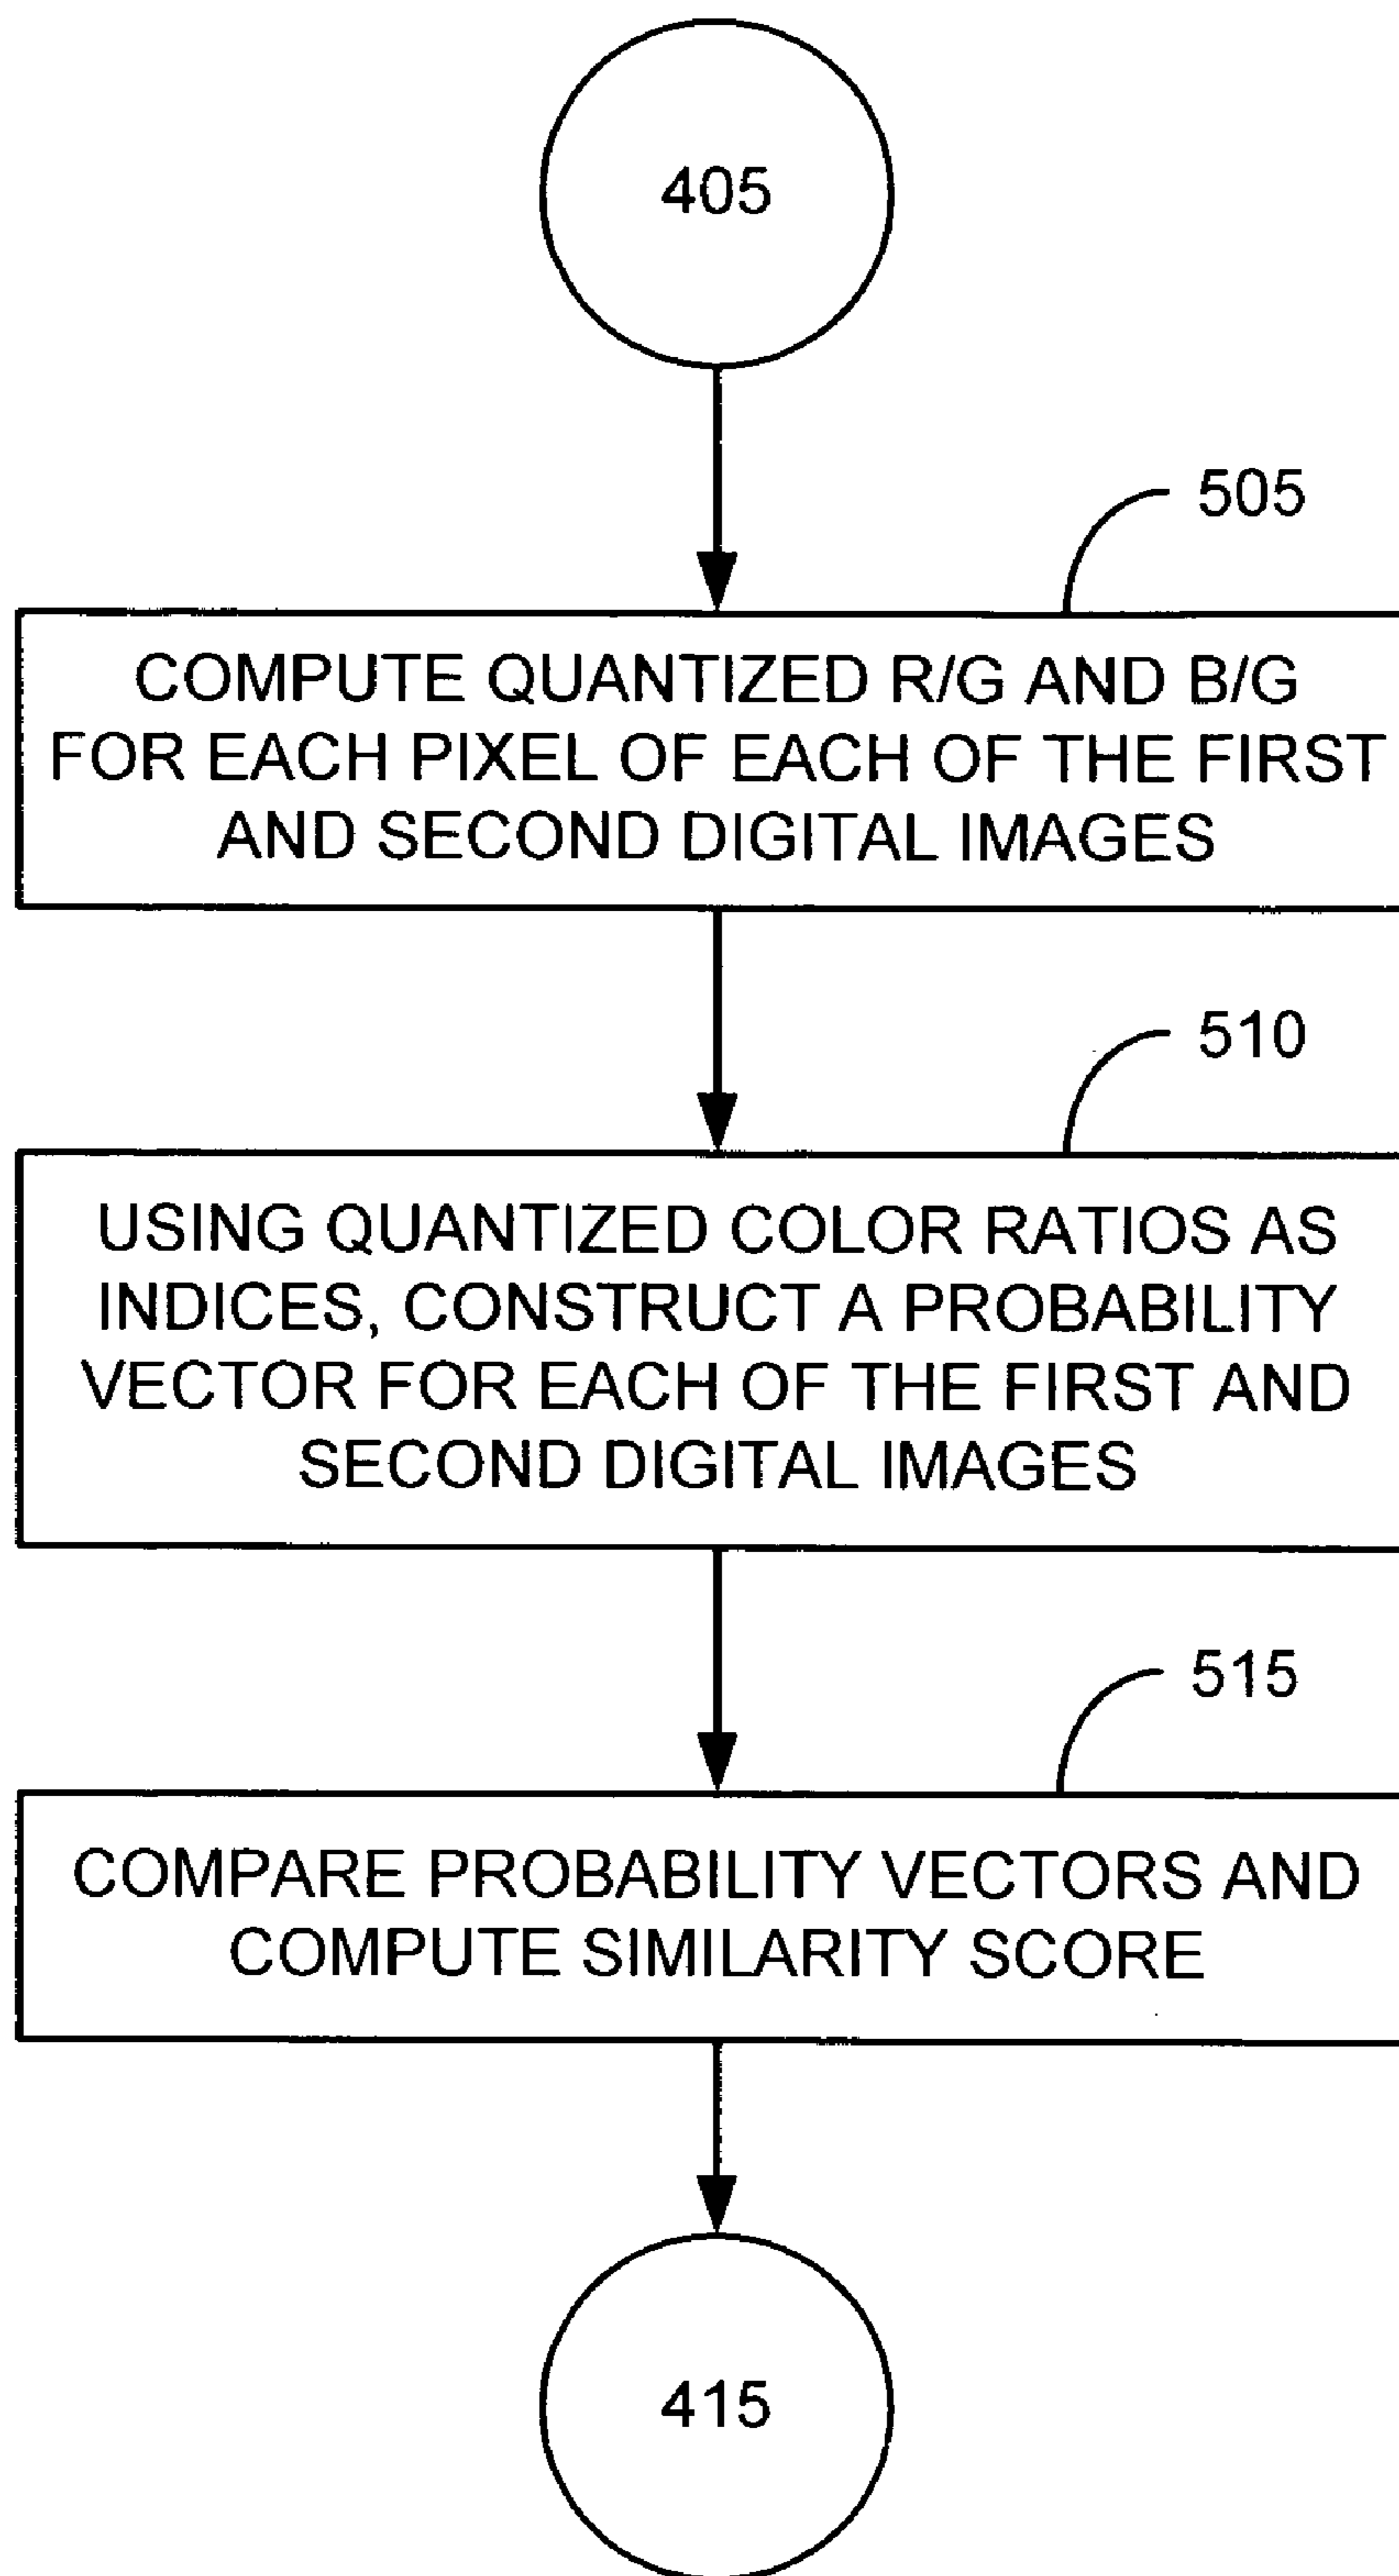 405
505
COMPUTE QUANTIZED R/G AND B/G
FOR EACH PIXEL OF EACH OF THE FIRST
AND SECOND DIGITAL IMAGES
510
USING QUANTIZED COLOR RATIOS AS
INDICES, CONSTRUCT A PROBABILITY
VECTOR FOR EACH OF THE FIRST AND
SECOND DIGITAL IMAGES
515
COMPARE PROBABILITY VECTORS AND
COMPUTE SIMILARITY SCORE
415